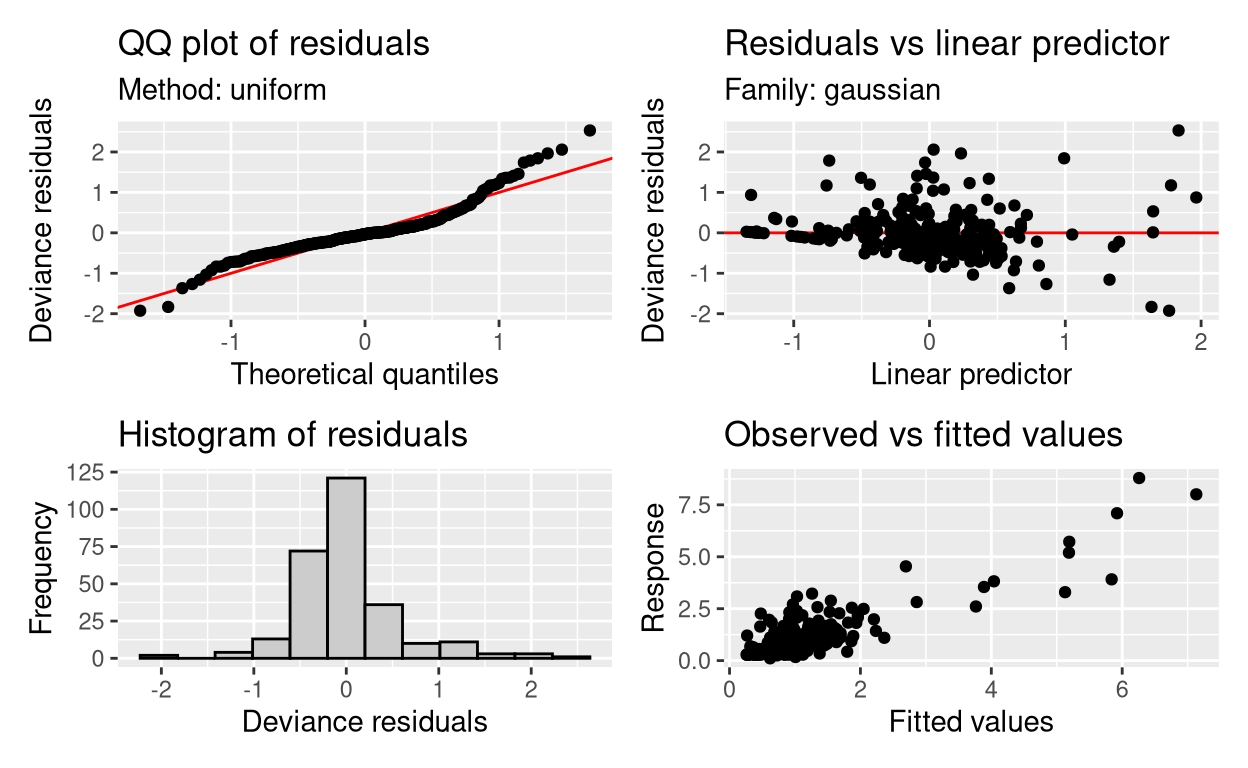 QQ plot of residuals
Method: uniform
Deviance residuals
2
1
0
-1
-2
-1
0
1
Theoretical quantiles
Residuals vs linear predictor
Family: gaussian
Deviance residuals
2
1
0
-1
-2
-1
0
1
2
Linear predictor
Histogram of residuals
Frequency
125
100
75
50
25
0
-2
-1
0
1
2
Deviance residuals
Observed vs fitted values
Response
7.5
5.0
2.5
0.0
0
2
4
6
Fitted values